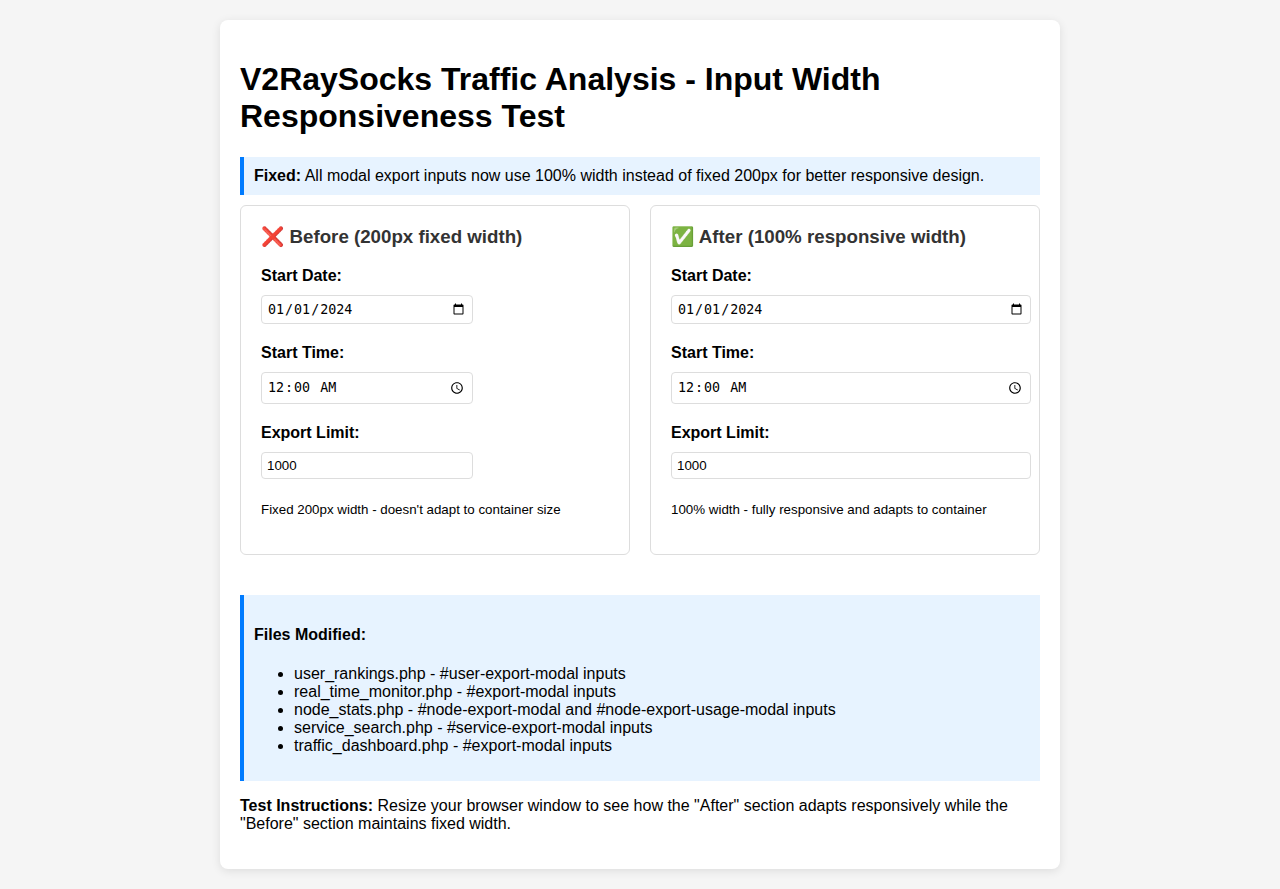 V2RaySocks Traffic Analysis - Input Width
Responsiveness Test
Fixed: All modal export inputs now use 100% width instead of fixed 200px for better responsive design.
❌ Before (200px fixed width)
Start Date:
01/01/2024
Start Time:
12:00 AM
Export Limit:
1000
Fixed 200px width - doesn't adapt to container size
✅ After (100% responsive width)
Start Date:
01/01/2024
Start Time:
12:00 AM
Export Limit:
1000
100% width - fully responsive and adapts to container
Files Modified:
• user_rankings.php - #user-export-modal inputs
• real_time_monitor.php - #export-modal inputs
• node_stats.php - #node-export-modal and #node-export-usage-modal inputs
• service_search.php - #service-export-modal inputs
• traffic_dashboard.php - #export-modal inputs
Test Instructions: Resize your browser window to see how the "After" section adapts responsively while the
"Before" section maintains fixed width.